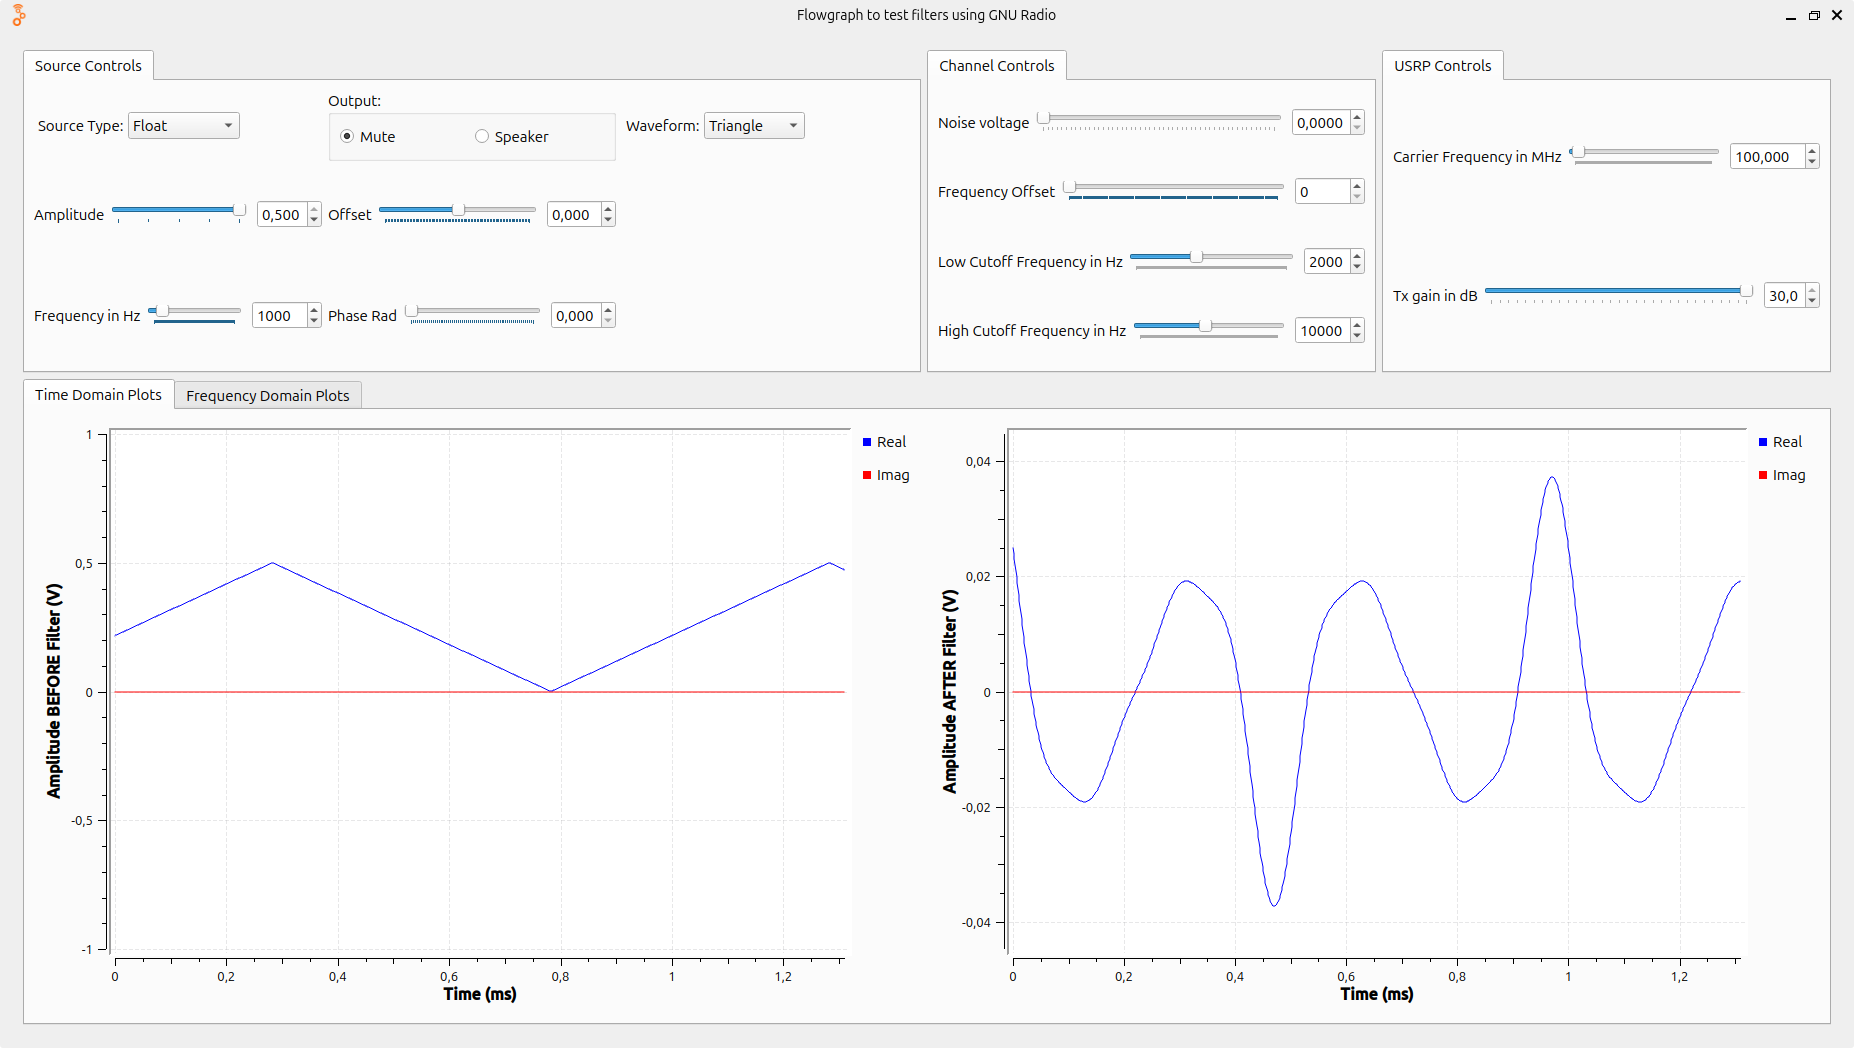 Flowgraph to test filters using GNU Radio
Source Controls
Source Type: Float
Output:
Mute
Speaker
Waveform: Triangle
Amplitude 0,500
Offset 0,000
Frequency in Hz 1000
Phase Rad 0,000
Channel Controls
Noise voltage 0,0000
Frequency Offset 0
Low Cutoff Frequency in Hz 2000
High Cutoff Frequency in Hz 10000
USRP Controls
Carrier Frequency in MHz 100,000
Tx gain in dB 30,0
Time Domain Plots
Frequency Domain Plots
Amplitude BEFORE Filter (V)
1
0,5
0
-0,5
-1
0 0,2 0,4 0,6 0,8 1 1,2
Time (ms)
Real
Imag
Amplitude AFTER Filter (V)
0,04
0,02
0
-0,02
-0,04
0 0,2 0,4 0,6 0,8 1 1,2
Time (ms)
Real
Imag